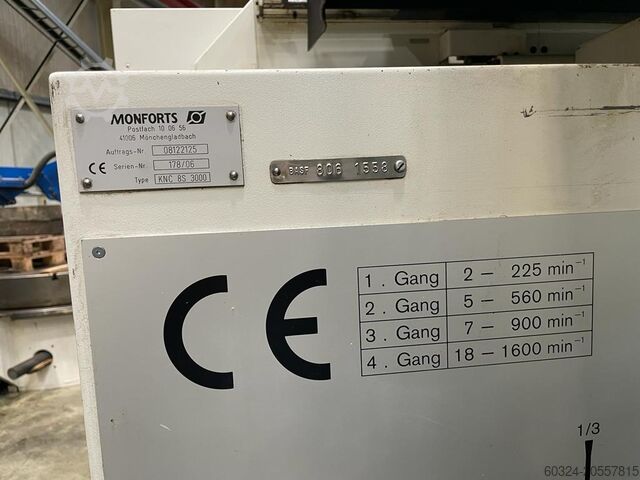 MONFORTS
Postfach 10 06 56
41006 Mönchengladbach
Auftrags-Nr. 08122125
CE Serien-Nr. 178/06
Type KNC 8S 3000
BASF 806 1558
CE
1. Gang 2 – 225 min⁻¹
2. Gang 5 – 560 min⁻¹
3. Gang 7 – 900 min⁻¹
4. Gang 18 – 1600 min⁻¹
1/3
60324-20557815